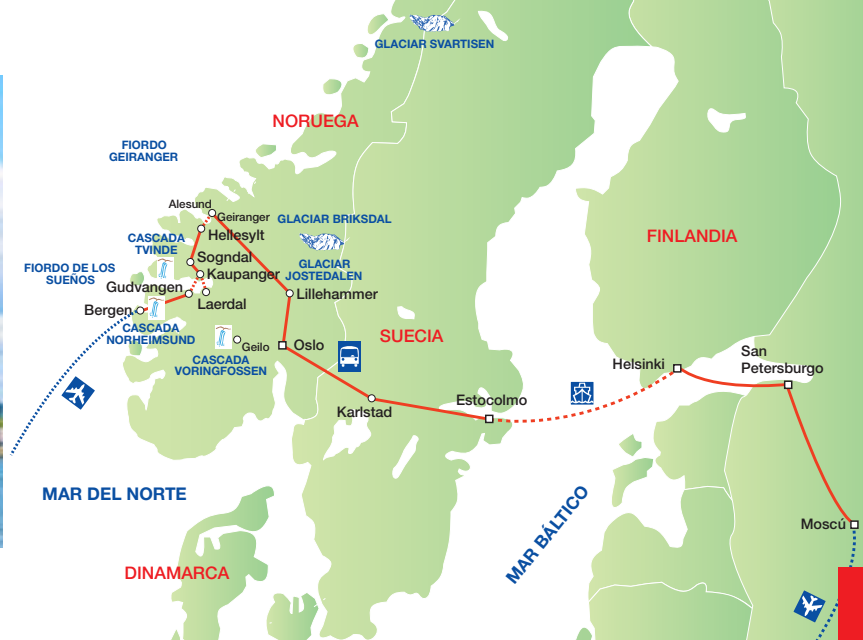 GLACIAR SVARTISEN
NORUEGA
FIORDO
GEIRANGER
Alesund
Geiranger
GLACIAR BRIKSDAL
Hellesylt
CASCADA
TVINDE
FINLANDIA
Sogndal
GLACIAR
JOSTEDALEN
FIORDO DE LOS
SUEÑOS
Kaupanger
Gudvangen
Lillehammer
Laerdal
Bergen
CASCADA
NORHEIMSUND
SUECIA
Oslo
Geilo
CASCADA
VORINGFOSSEN
Helsinki
San
Petersburgo
Karlstad
Estocolmo
MAR DEL NORTE
MAR BÁLTICO
Moscú
DINAMARCA